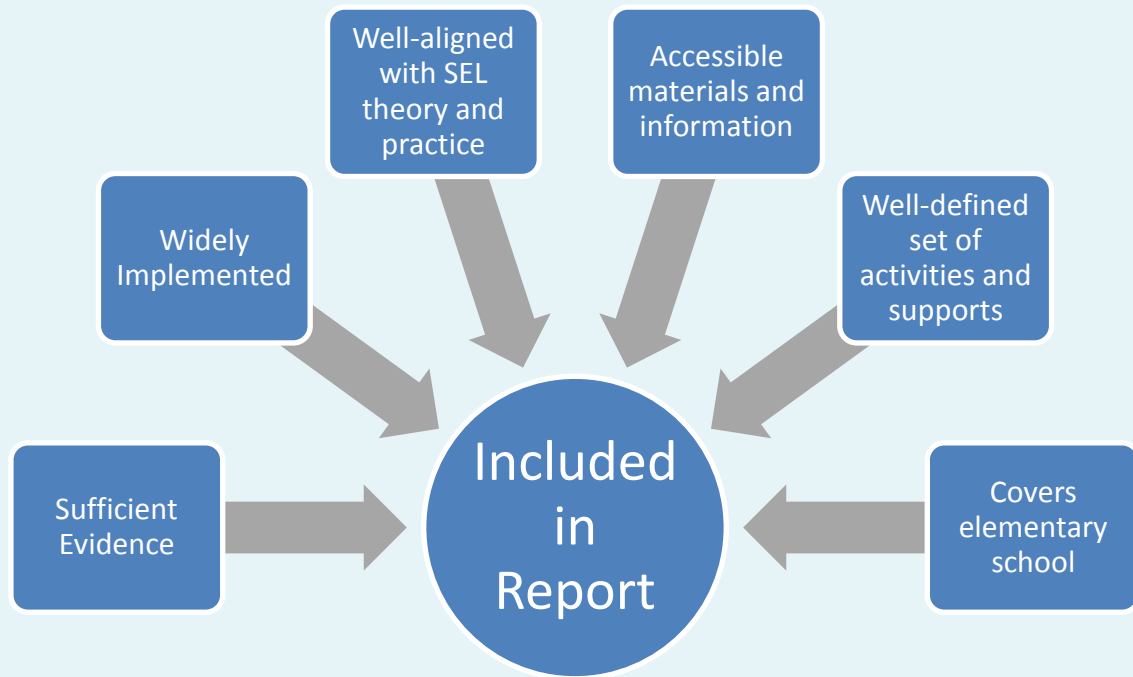 Well-aligned
with SEL
theory and
practice
Accessible
materials and
information
Widely
Implemented
Well-defined
set of
activities and
supports
Sufficient
Evidence
Included
in
Report
Covers
elementary
school